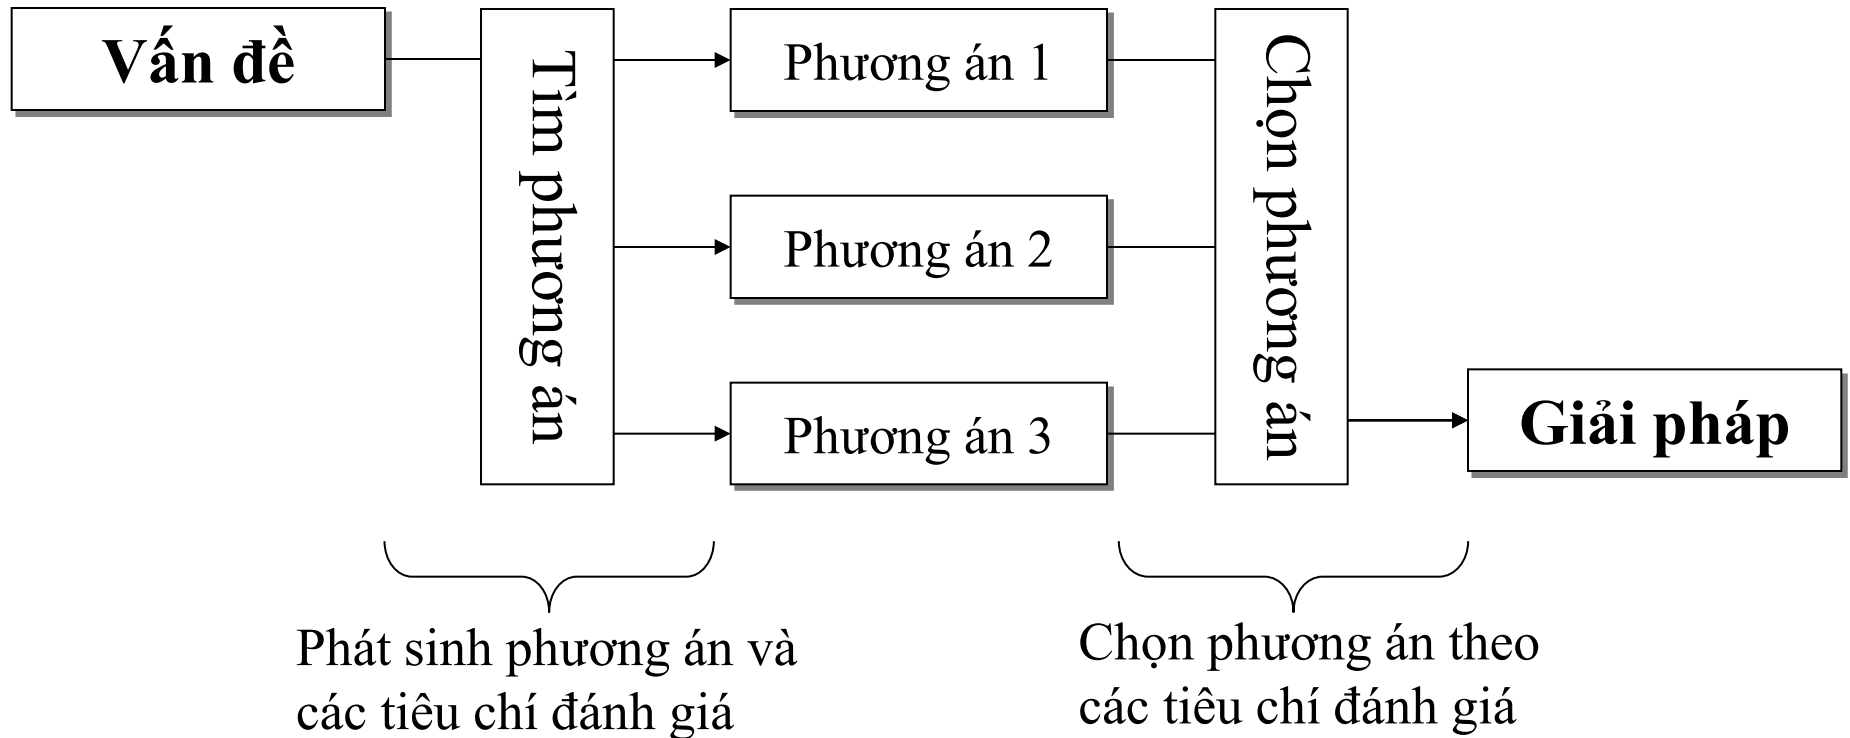 Vấn đề
Tìm phương án
Phương án 1
Phương án 2
Phương án 3
Chọn phương án
Giải pháp
Phát sinh phương án và
các tiêu chí đánh giá
Chọn phương án theo
các tiêu chí đánh giá